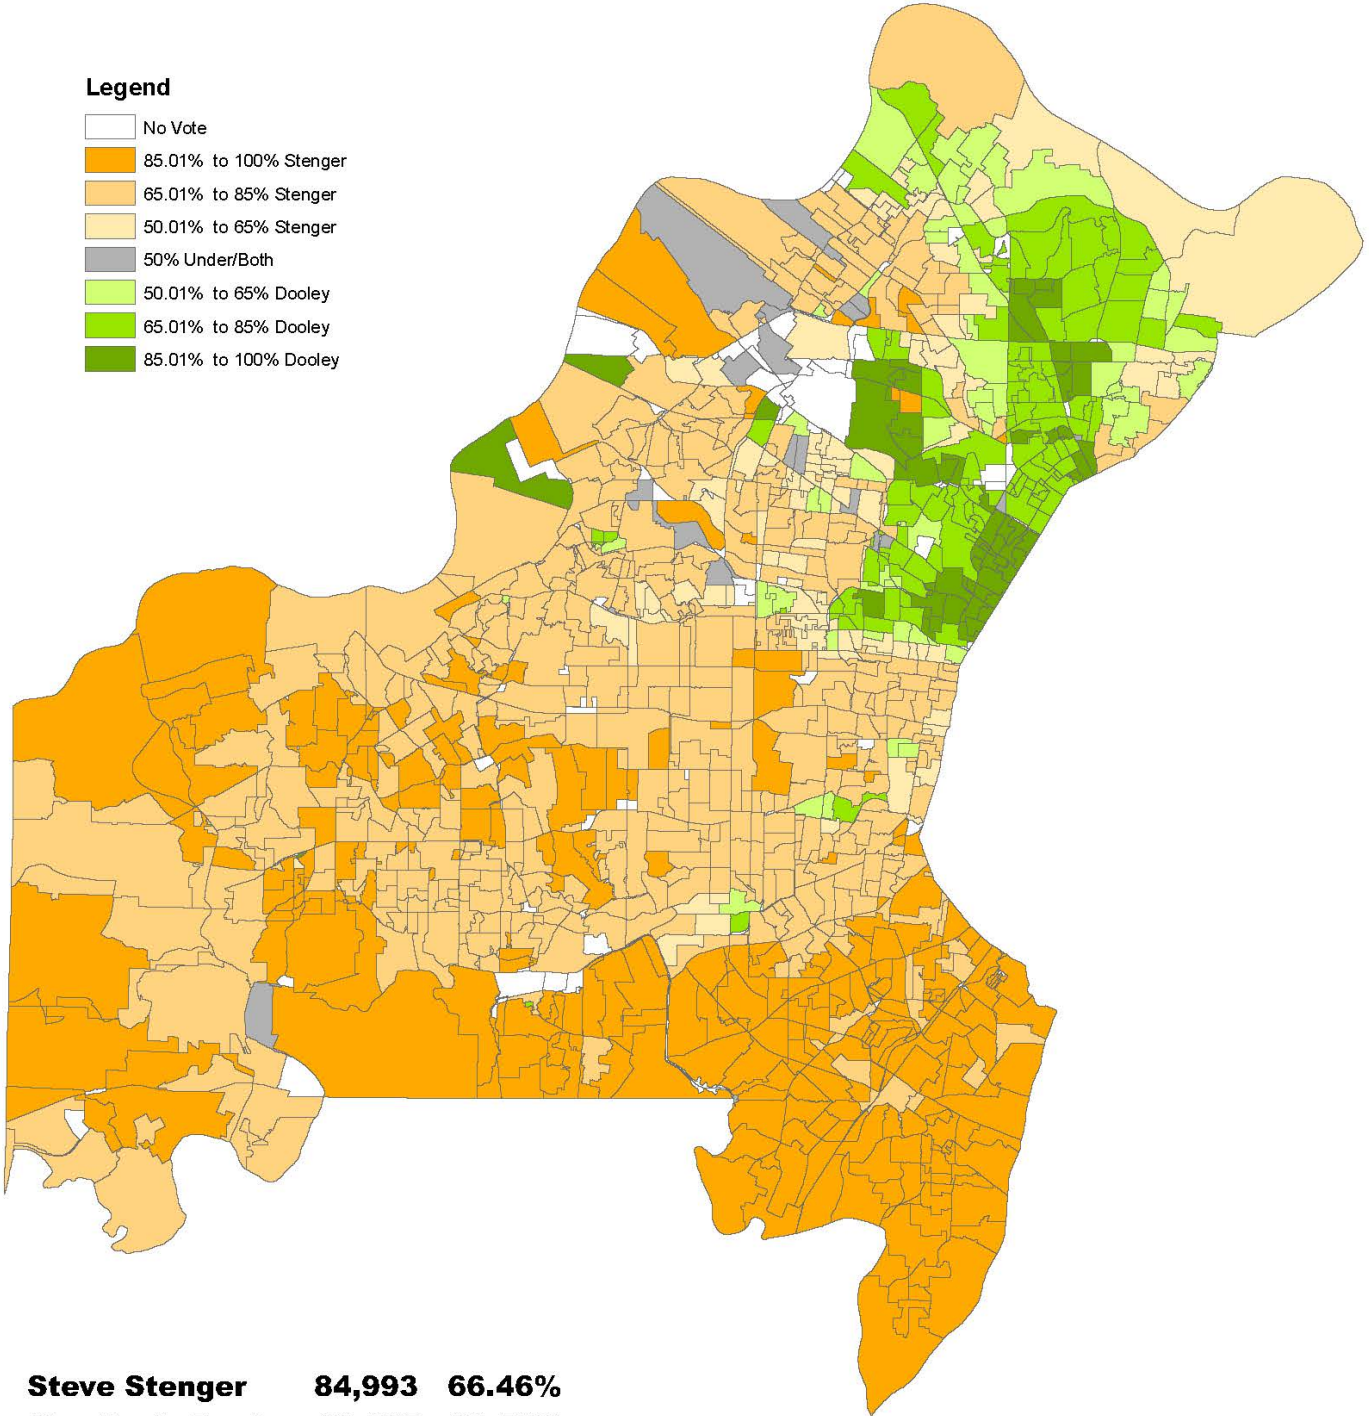 Legend
No Vote
85.01% to 100% Stenger
65.01% to 85% Stenger
50.01% to 65% Stenger
50% Under/Both
50.01% to 65% Dooley
65.01% to 85% Dooley
85.01% to 100% Dooley
Steve Stenger 84,993 66.46%